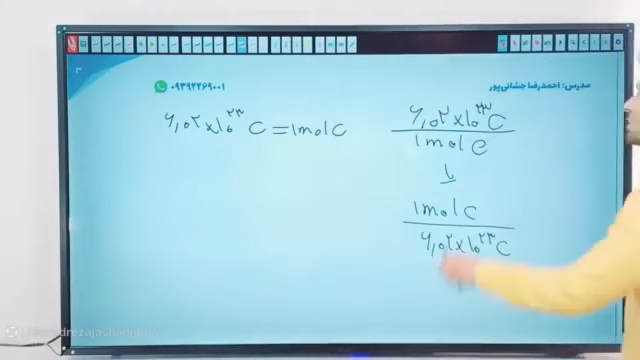 مدرس: احمدرضا جشانی‌پور
۰۹۳۹۲۲۶۹۰۰۱
۶,۰۲ × ۱۰^۲۳ C = 1mol C
۶,۰۲ × ۱۰^۲۳ C
1mol C
یا
1mol C
۶,۰۲ × ۱۰^۲۳ C